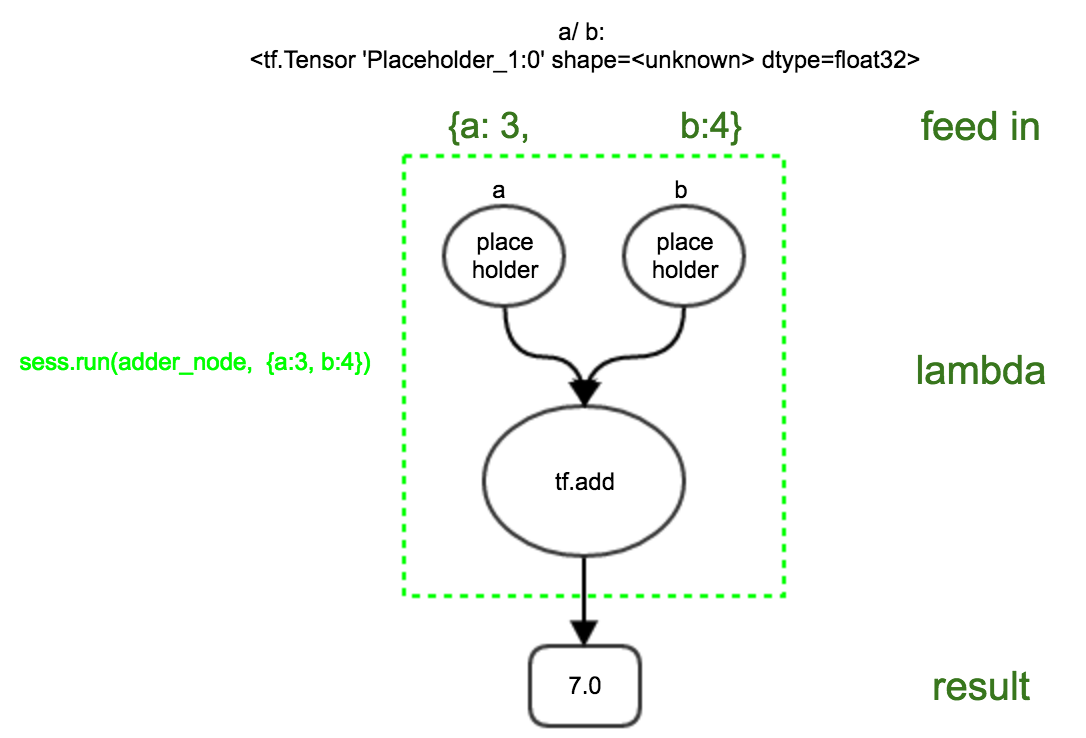 a/ b:
<tf.Tensor 'Placeholder_1:0' shape=<unknown> dtype=float32>
{a: 3, b:4} feed in
a b
place place
holder holder
sess.run(adder_node, {a:3, b:4}) lambda
tf.add
7.0 result